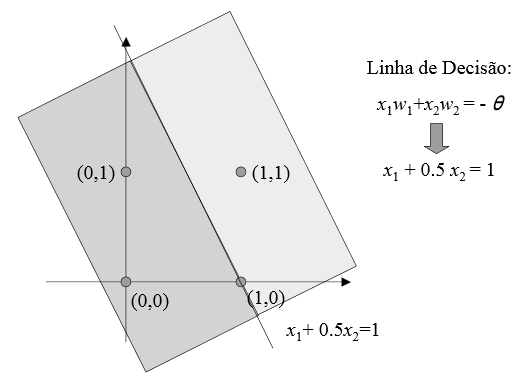 Linha de Decisão:
x₁w₁+x₂w₂ = - θ
x₁ + 0.5 x₂ = 1
(0,1)
(1,1)
(0,0)
(1,0)
x₁+ 0.5x₂=1